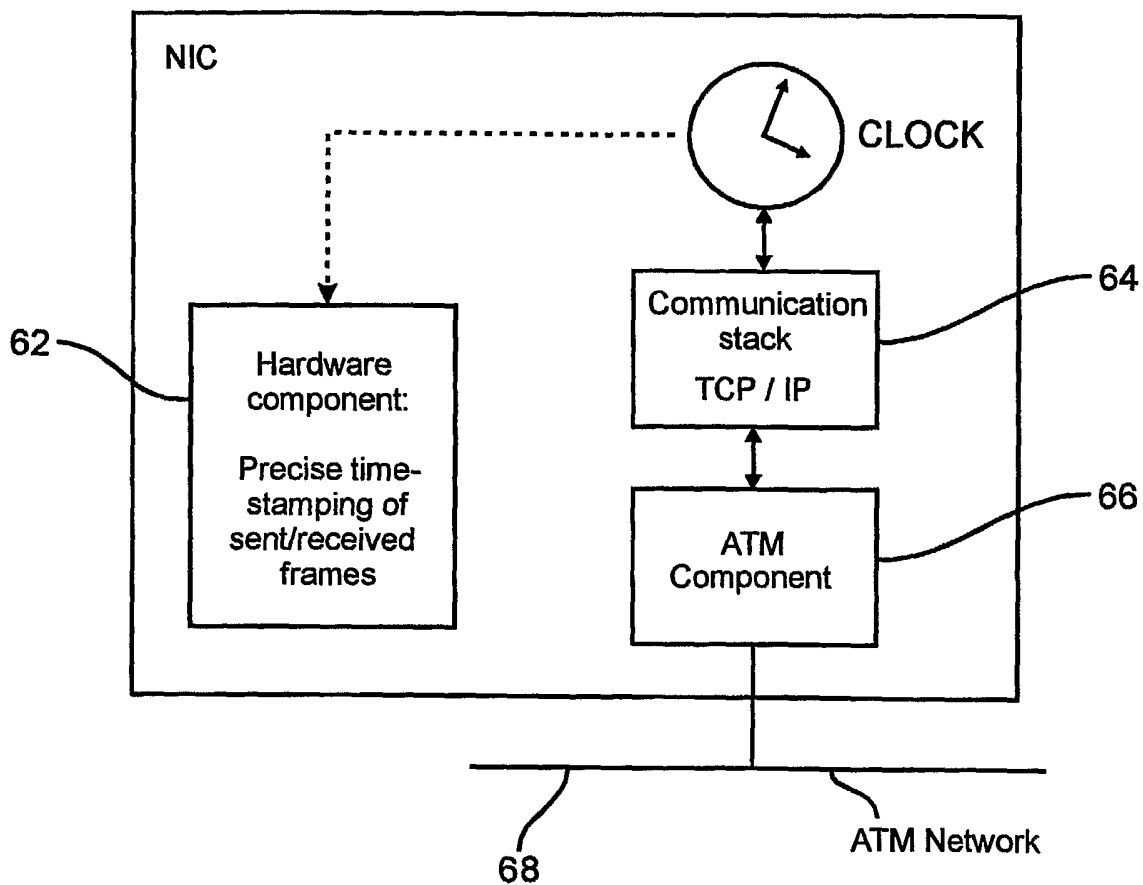 NIC
CLOCK
64
Communication
stack
TCP / IP
62
Hardware
component:
Precise time-
stamping of
sent/received
frames
66
ATM
Component
ATM Network
68